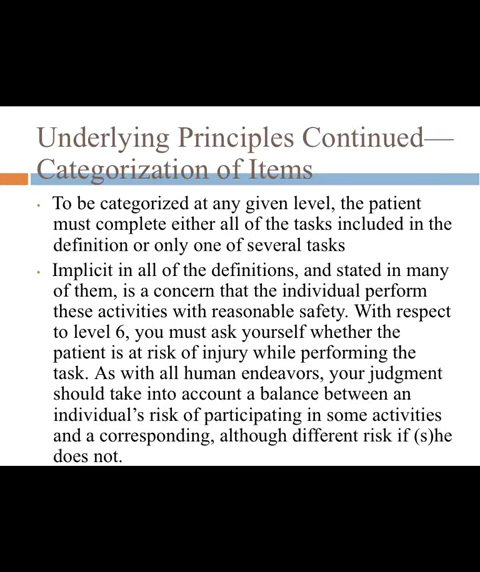 Underlying Principles Continued—
Categorization of Items
• To be categorized at any given level, the patient
must complete either all of the tasks included in the
definition or only one of several tasks
• Implicit in all of the definitions, and stated in many
of them, is a concern that the individual perform
these activities with reasonable safety. With respect
to level 6, you must ask yourself whether the
patient is at risk of injury while performing the
task. As with all human endeavors, your judgment
should take into account a balance between an
individual’s risk of participating in some activities
and a corresponding, although different risk if (s)he
does not.